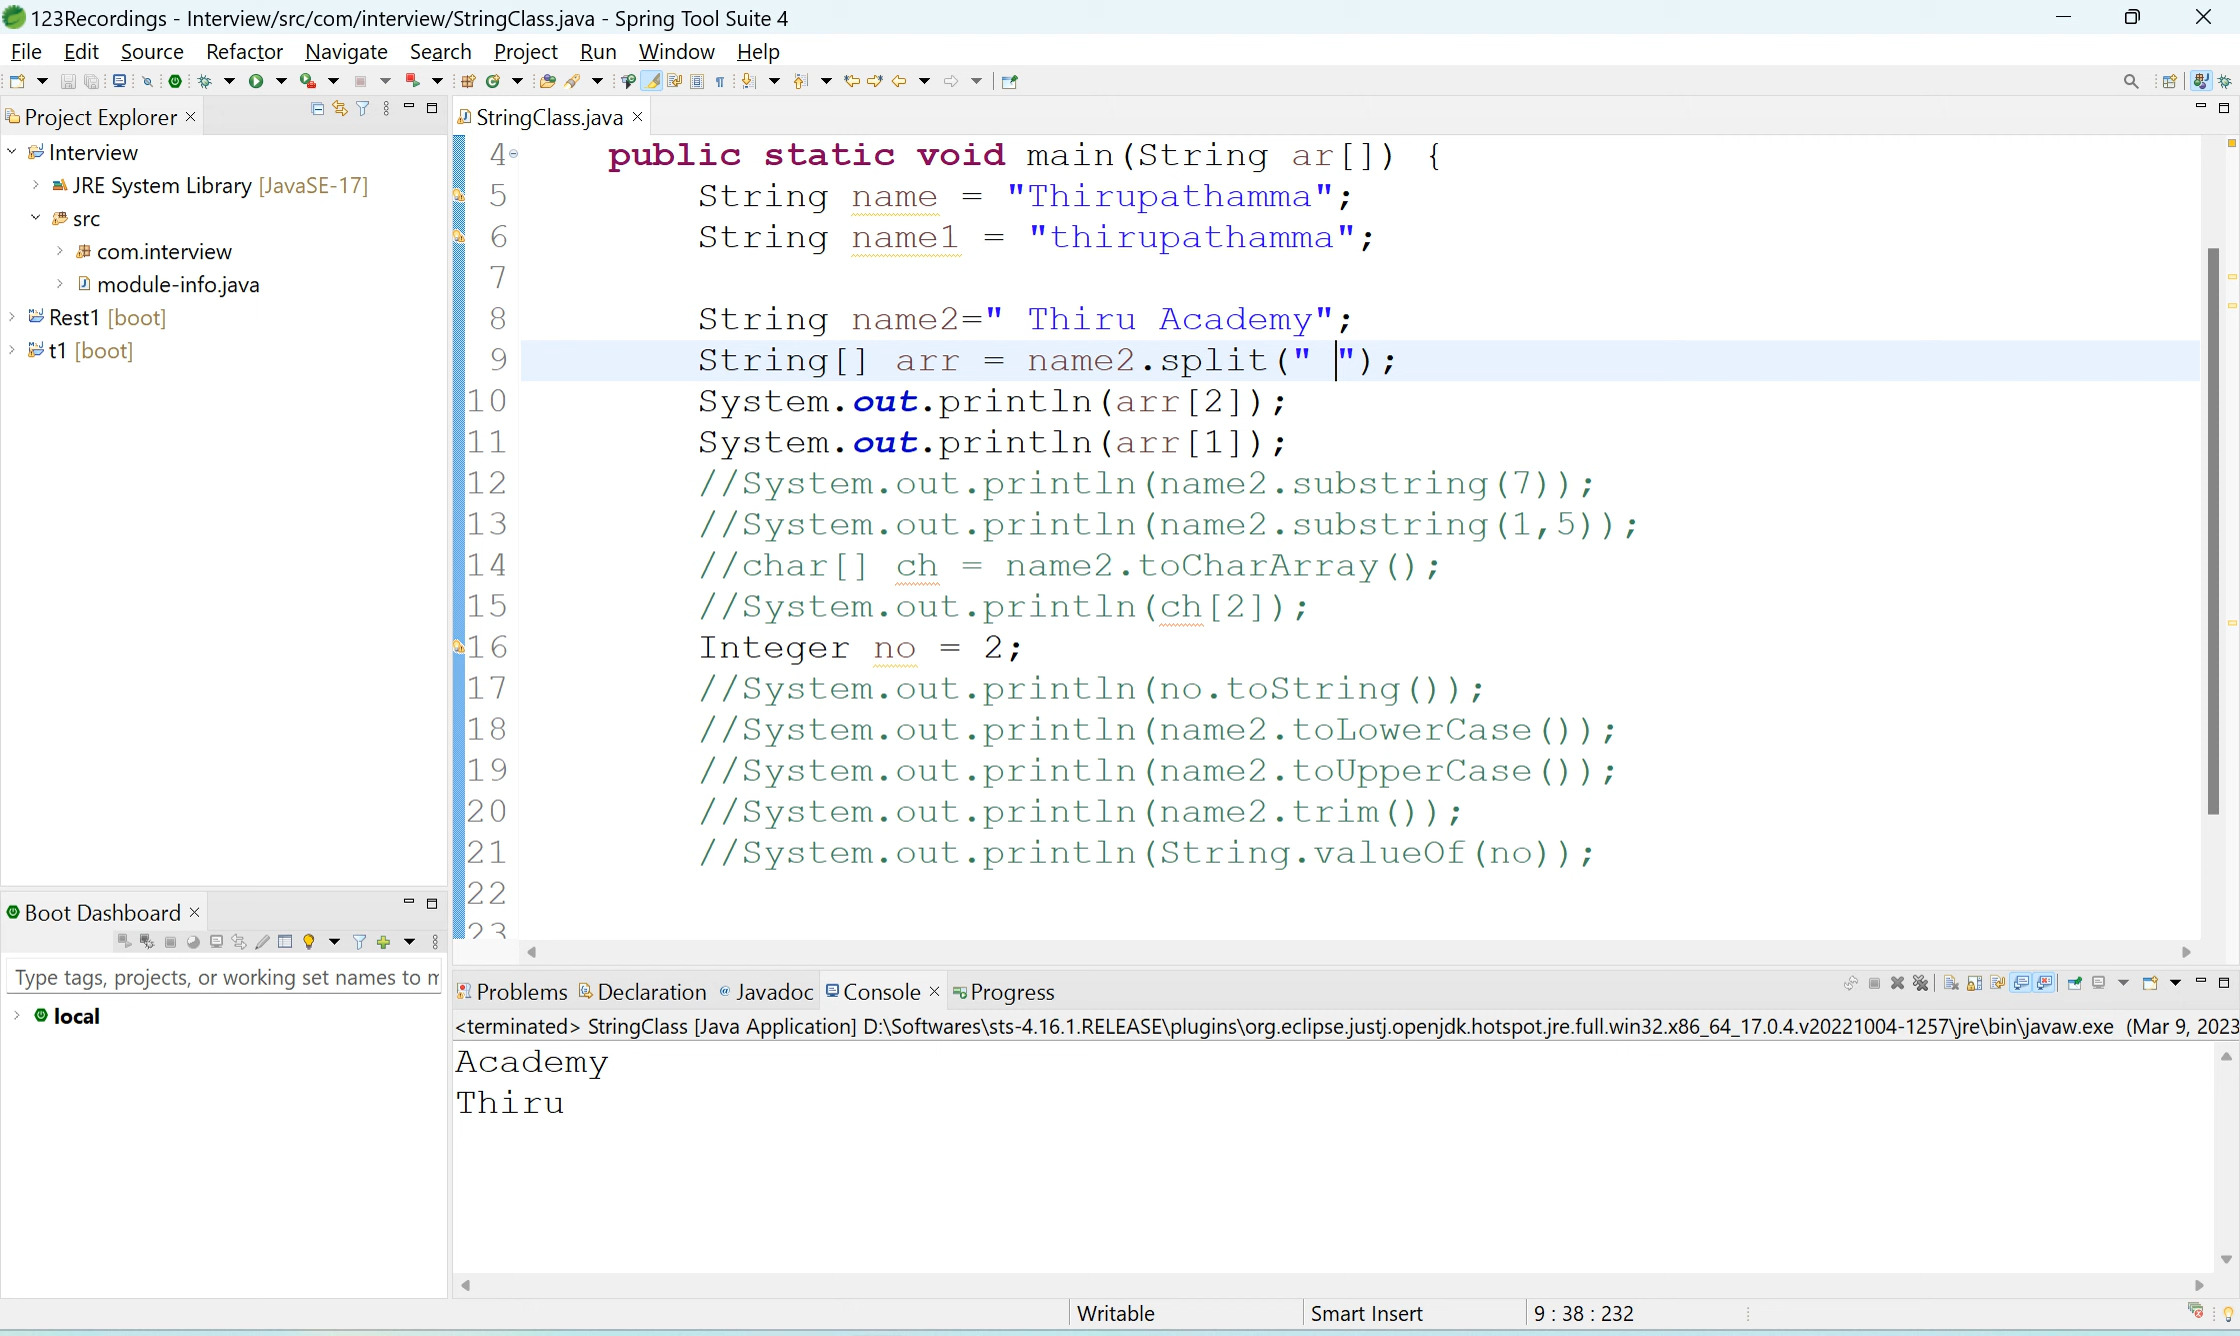 123Recordings - Interview/src/com/interview/StringClass.java - Spring Tool Suite 4
File Edit Source Refactor Navigate Search Project Run Window Help
Project Explorer
Interview
JRE System Library [JavaSE-17]
src
com.interview
module-info.java
Rest1 [boot]
t1 [boot]
StringClass.java
4 public static void main(String ar[]) {
5 String name = "Thirupathamma";
6 String name1 = "thirupathamma";
7
8 String name2=" Thiru Academy";
9 String[] arr = name2.split(" ");
10 System.out.println(arr[2]);
11 System.out.println(arr[1]);
12 //System.out.println(name2.substring(7));
13 //System.out.println(name2.substring(1,5));
14 //char[] ch = name2.toCharArray();
15 //System.out.println(ch[2]);
16 Integer no = 2;
17 //System.out.println(no.toString());
18 //System.out.println(name2.toLowerCase());
19 //System.out.println(name2.toUpperCase());
20 //System.out.println(name2.trim());
21 //System.out.println(String.valueOf(no));
22
23
Boot Dashboard
Type tags, projects, or working set names to m
local
Problems Declaration Javadoc Console Progress
<terminated> StringClass [Java Application] D:\Softwares\sts-4.16.1.RELEASE\plugins\org.eclipse.justj.openjdk.hotspot.jre.full.win32.x86_64_17.0.4.v20221004-1257\jre\bin\javaw.exe (Mar 9, 2023
Academy
Thiru
Writable Smart Insert 9 : 38 : 232